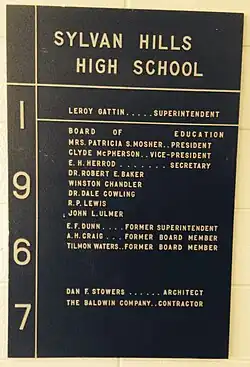 SYLVAN HILLS
HIGH SCHOOL
1
9
6
7
LEROY GATTIN.....SUPERINTENDENT
BOARD OF EDUCATION
MRS. PATRICIA S. MOSHER..PRESIDENT
CLYDE McPHERSON..VICE-PRESIDENT
E. H. HERROD........SECRETARY
DR. ROBERT E. BAKER
WINSTON CHANDLER
DR. DALE COWLING
R. P. LEWIS
JOHN L. ULMER
E. F. DUNN....FORMER SUPERINTENDENT
A. H. CRAIG...FORMER BOARD MEMBER
TILMON WATERS..FORMER BOARD MEMBER
DAN F. STOWERS......ARCHITECT
THE BALDWIN COMPANY..CONTRACTOR